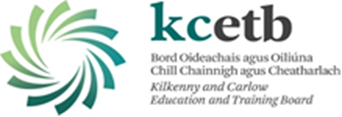 kcetb
Bord Oideachais agus Oiliúna
Chill Chainnigh agus Cheatharlach
Kilkenny and Carlow
Education and Training Board